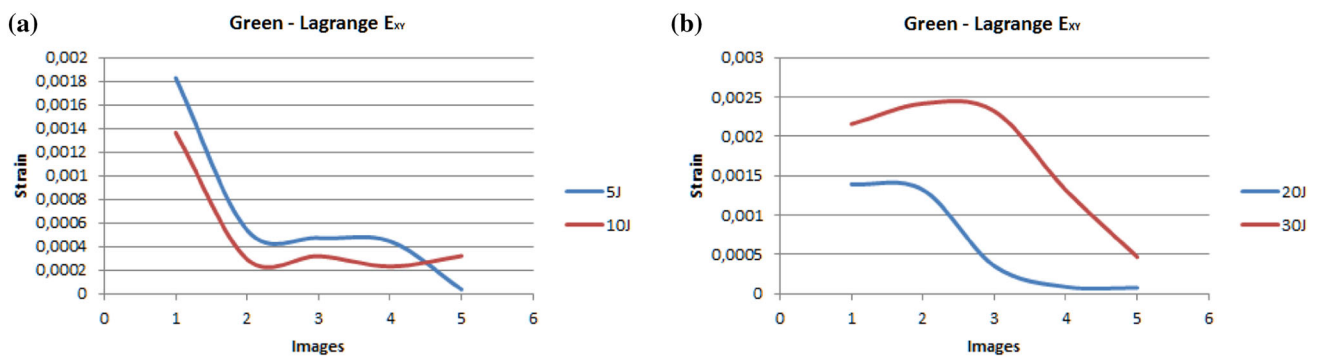 (a)
Green - Lagrange EXY
Strain
0,002
0,0018
0,0016
0,0014
0,0012
0,001
0,0008
0,0006
0,0004
0,0002
0
0 1 2 3 4 5 6
Images
5J
10J
(b)
Green - Lagrange EXY
Strain
0,003
0,0025
0,002
0,0015
0,001
0,0005
0
0 1 2 3 4 5 6
Images
20J
30J